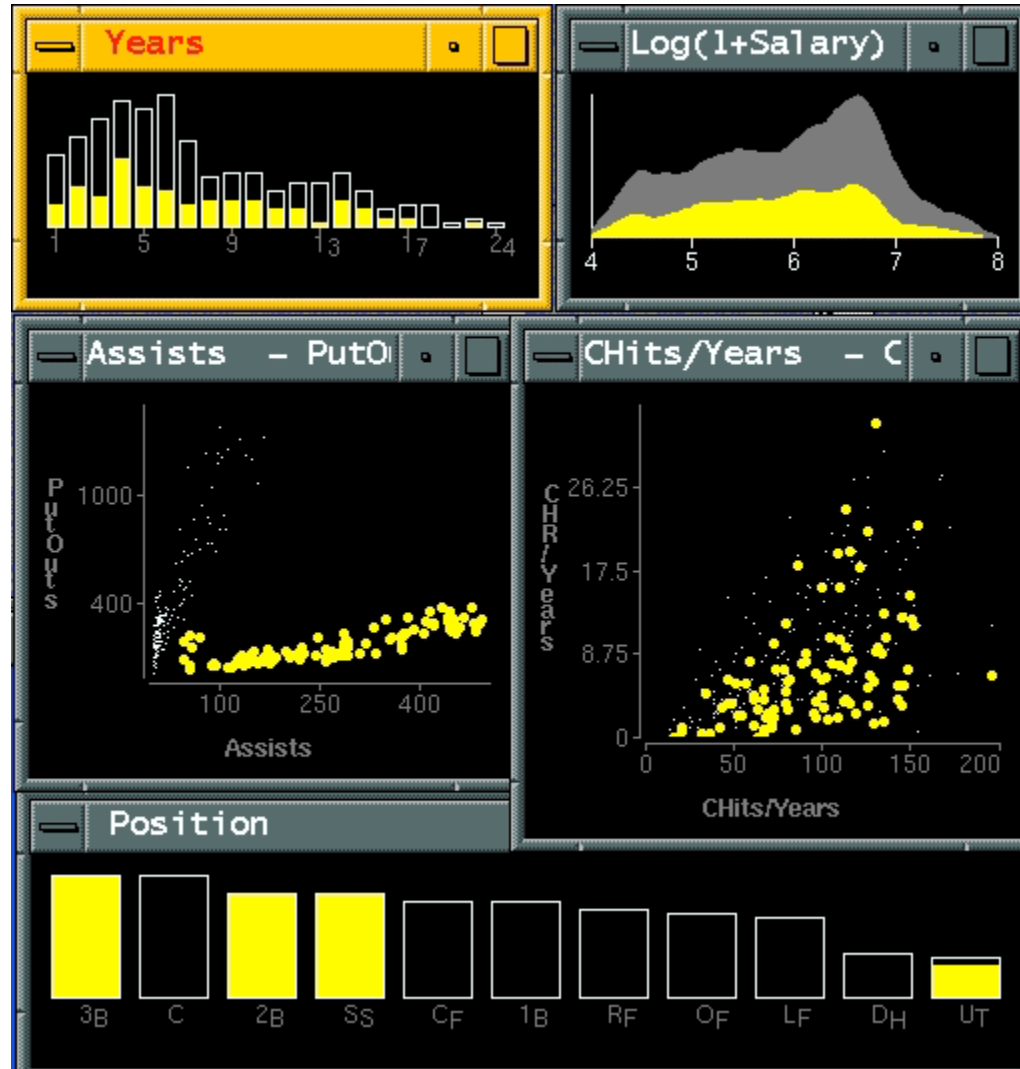 Years
1 5 9 13 17 24
Log(1+Salary)
4 5 6 7 8
Assists - PutO
PutOuts
1000
400
100 250 400
Assists
CHits/Years - C
CHR/Years
26.25
17.5
8.75
0
0 50 100 150 200
CHits/Years
Position
3B C 2B SS CF 1B RF OF LF DH UT